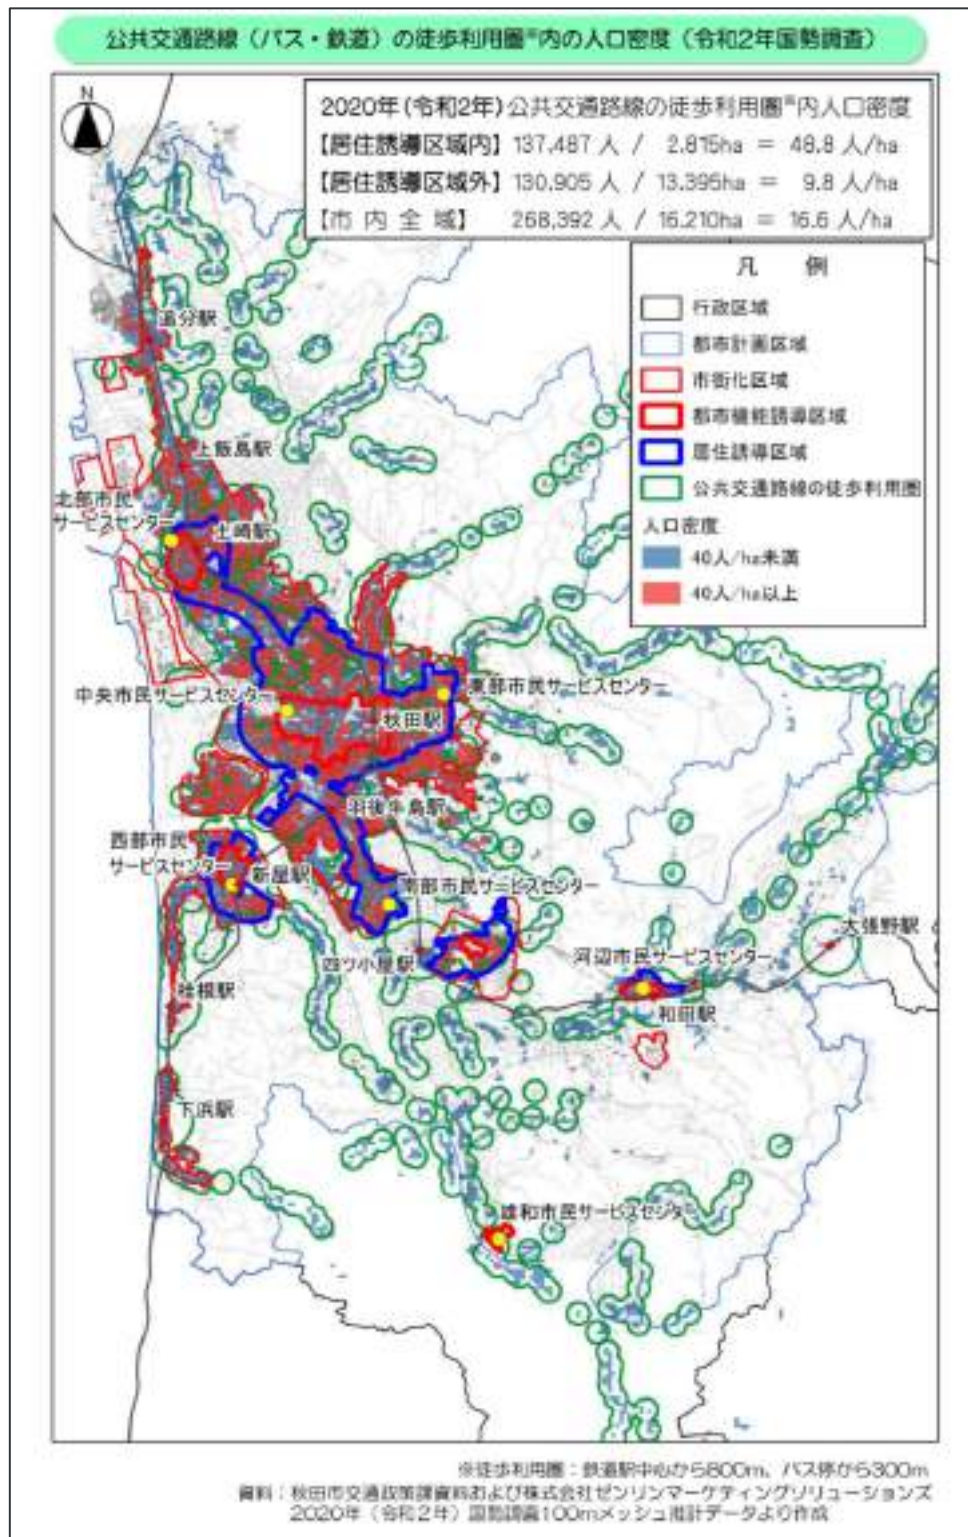 公共交通路線（バス・鉄道）の徒歩利用圏※内の人口密度（令和2年国勢調査）
N
2020年(令和2年)公共交通路線の徒歩利用圏※内人口密度
【居住誘導区域内】 137,487 人 / 2,815ha = 48.8 人/ha
【居住誘導区域外】 130,905 人 / 13,395ha = 9.8 人/ha
【市内全域】 268,392 人 / 16,210ha = 16.6 人/ha
凡 例
行政区域
都市計画区域
市街化区域
都市機能誘導区域
居住誘導区域
公共交通路線の徒歩利用圏
人口密度
40人/ha未満
40人/ha以上
追分駅
上飯島駅
北部市民
サービスセンター
土崎駅
中央市民サービスセンター
東部市民サービスセンター
秋田駅
羽後牛島駅
西部市民
サービスセンター
新屋駅
南部市民サービスセンター
四ツ小屋駅
河辺市民サービスセンター
大張野駅
和田駅
桂根駅
下浜駅
雄和市民サービスセンタ
※徒歩利用圏：鉄道駅中心から800m、バス停から300m
資料：秋田市交通政策課資料および株式会社ゼンリンマーケティングソリューションズ
2020年（令和2年）国勢調査100mメッシュ推計データより作成